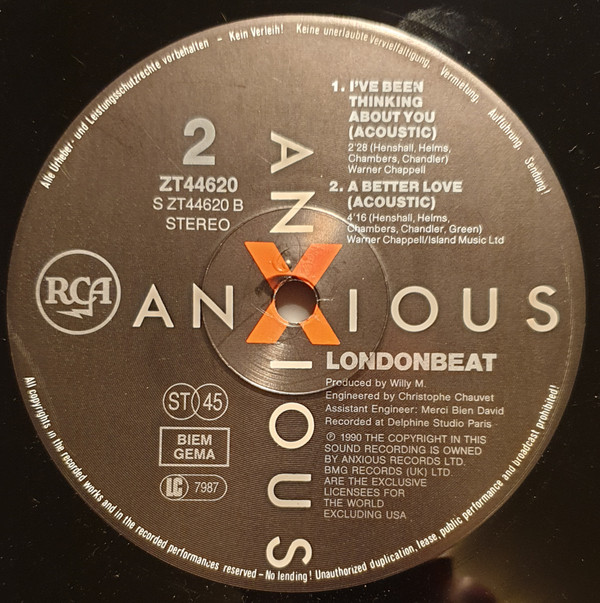 Alle Urheber- und Leistungsschutzrechte vorbehalten – Kein Verleih! Keine unerlaubte Vervielfältigung, Vermietung, Aufführung, Sendung!
2
ZT44620
S ZT44620 B
STEREO
1. I'VE BEEN
THINKING
ABOUT YOU
(ACOUSTIC)
2'28 (Henshall, Helms,
Chambers, Chandler)
Warner Chappell
2. A BETTER LOVE
(ACOUSTIC)
4'16 (Henshall, Helms,
Chambers, Chandler, Green)
Warner Chappell/Island Music Ltd
RCA
ANXIOUS
ANXIOUS
LONDONBEAT
Produced by Willy M.
Engineered by Christophe Chauvet
Assistant Engineer: Merci Bien David
Recorded at Delphine Studio Paris
ST 45
BIEM
GEMA
LC 7987
℗ 1990 THE COPYRIGHT IN THIS
SOUND RECORDING IS OWNED
BY ANXIOUS RECORDS LTD.
BMG RECORDS (UK) LTD.
ARE THE EXCLUSIVE
LICENSEES FOR
THE WORLD
EXCLUDING USA
All copyrights in the recorded works and in the recorded performances reserved – No lending! Unauthorized duplication, lease, public performance and broadcast prohibited!